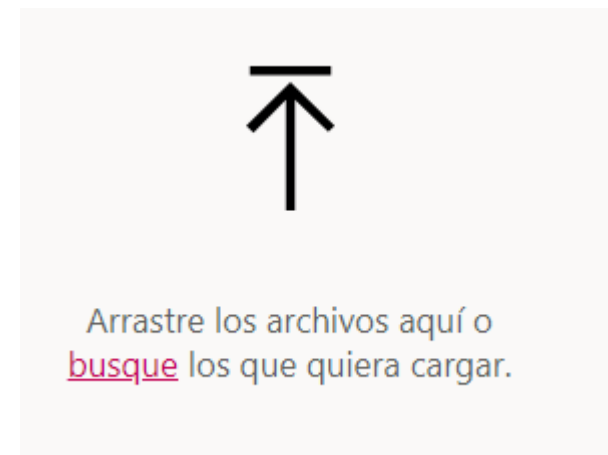 Arrastre los archivos aquí o
busque los que quiera cargar.